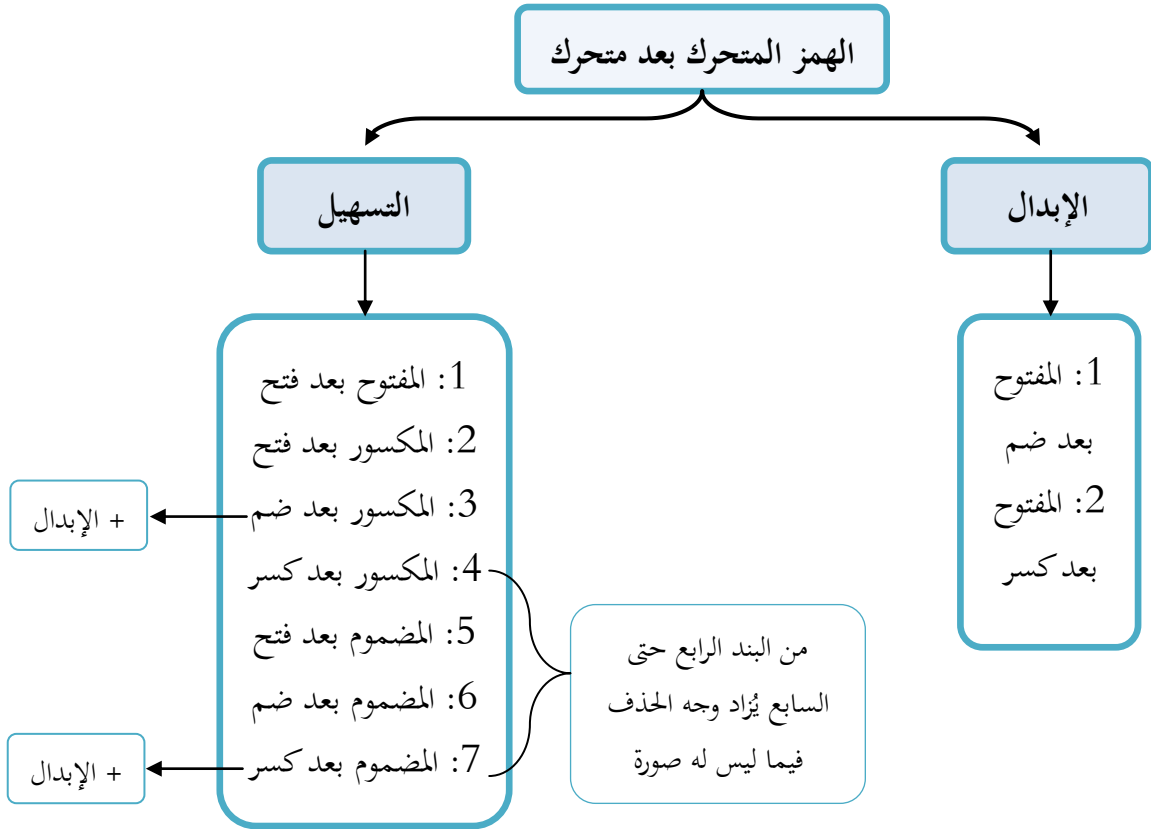 الهمز المتحرك بعد متحرك
الإبدال
1: المفتوح
بعد ضم
2: المفتوح
بعد كسر
التسهيل
1: المفتوح بعد فتح
2: المكسور بعد فتح
3: المكسور بعد ضم
+ الإبدال
4: المكسور بعد كسر
5: المضموم بعد فتح
6: المضموم بعد ضم
7: المضموم بعد كسر
+ الإبدال
من البند الرابع حتى
السابع يُزاد وجه الحذف
فيما ليس له صورة